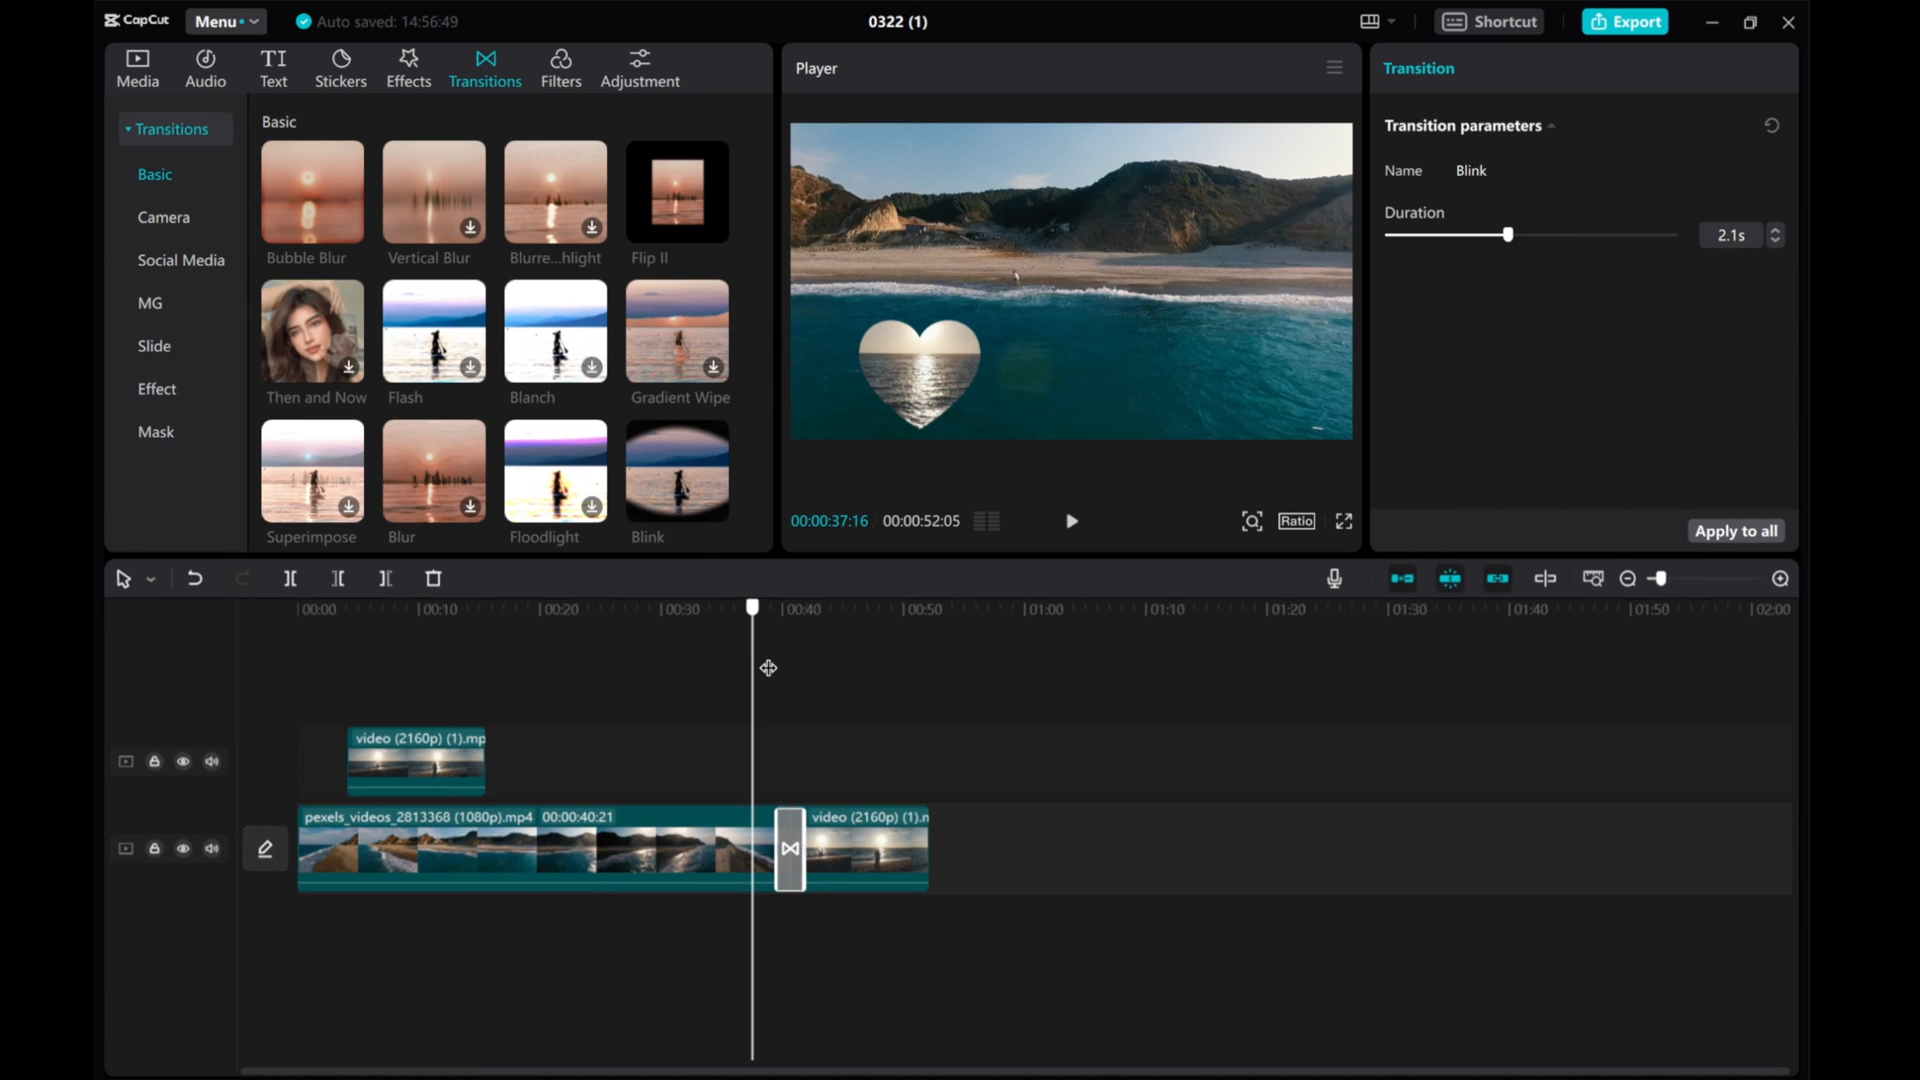 CapCut
Menu
Auto saved: 14:56:49
0322 (1)
Shortcut
Export
Media
Audio
TI
Text
Stickers
Effects
Transitions
Filters
Adjustment
Player
Transition
Transitions
Basic
Camera
Social Media
MG
Slide
Effect
Mask
Basic
Bubble Blur
Vertical Blur
Blurre...hlight
Flip II
Then and Now
Flash
Blanch
Gradient Wipe
Superimpose
Blur
Floodlight
Blink
00:00:37:16
00:00:52:05
Ratio
Transition parameters
Name Blink
Duration
2.1s
Apply to all
00:00
00:10
00:20
00:30
00:40
00:50
01:00
01:10
01:20
01:30
01:40
01:50
02:00
video (2160p) (1).mp
pexels_videos_2813368 (1080p).mp4 00:00:40:21
video (2160p) (1).n